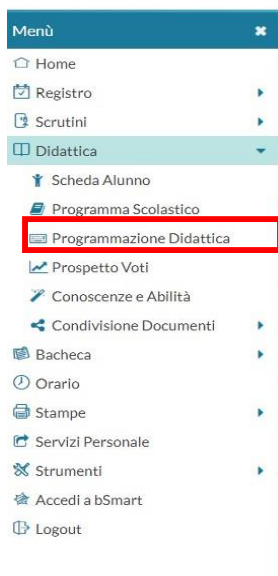 Menù
Home
Registro
Scrutini
Didattica
Scheda Alunno
Programma Scolastico
Programmazione Didattica
Prospetto Voti
Conoscenze e Abilità
Condivisione Documenti
Bacheca
Orario
Stampe
Servizi Personale
Strumenti
Accedi a bSmart
Logout